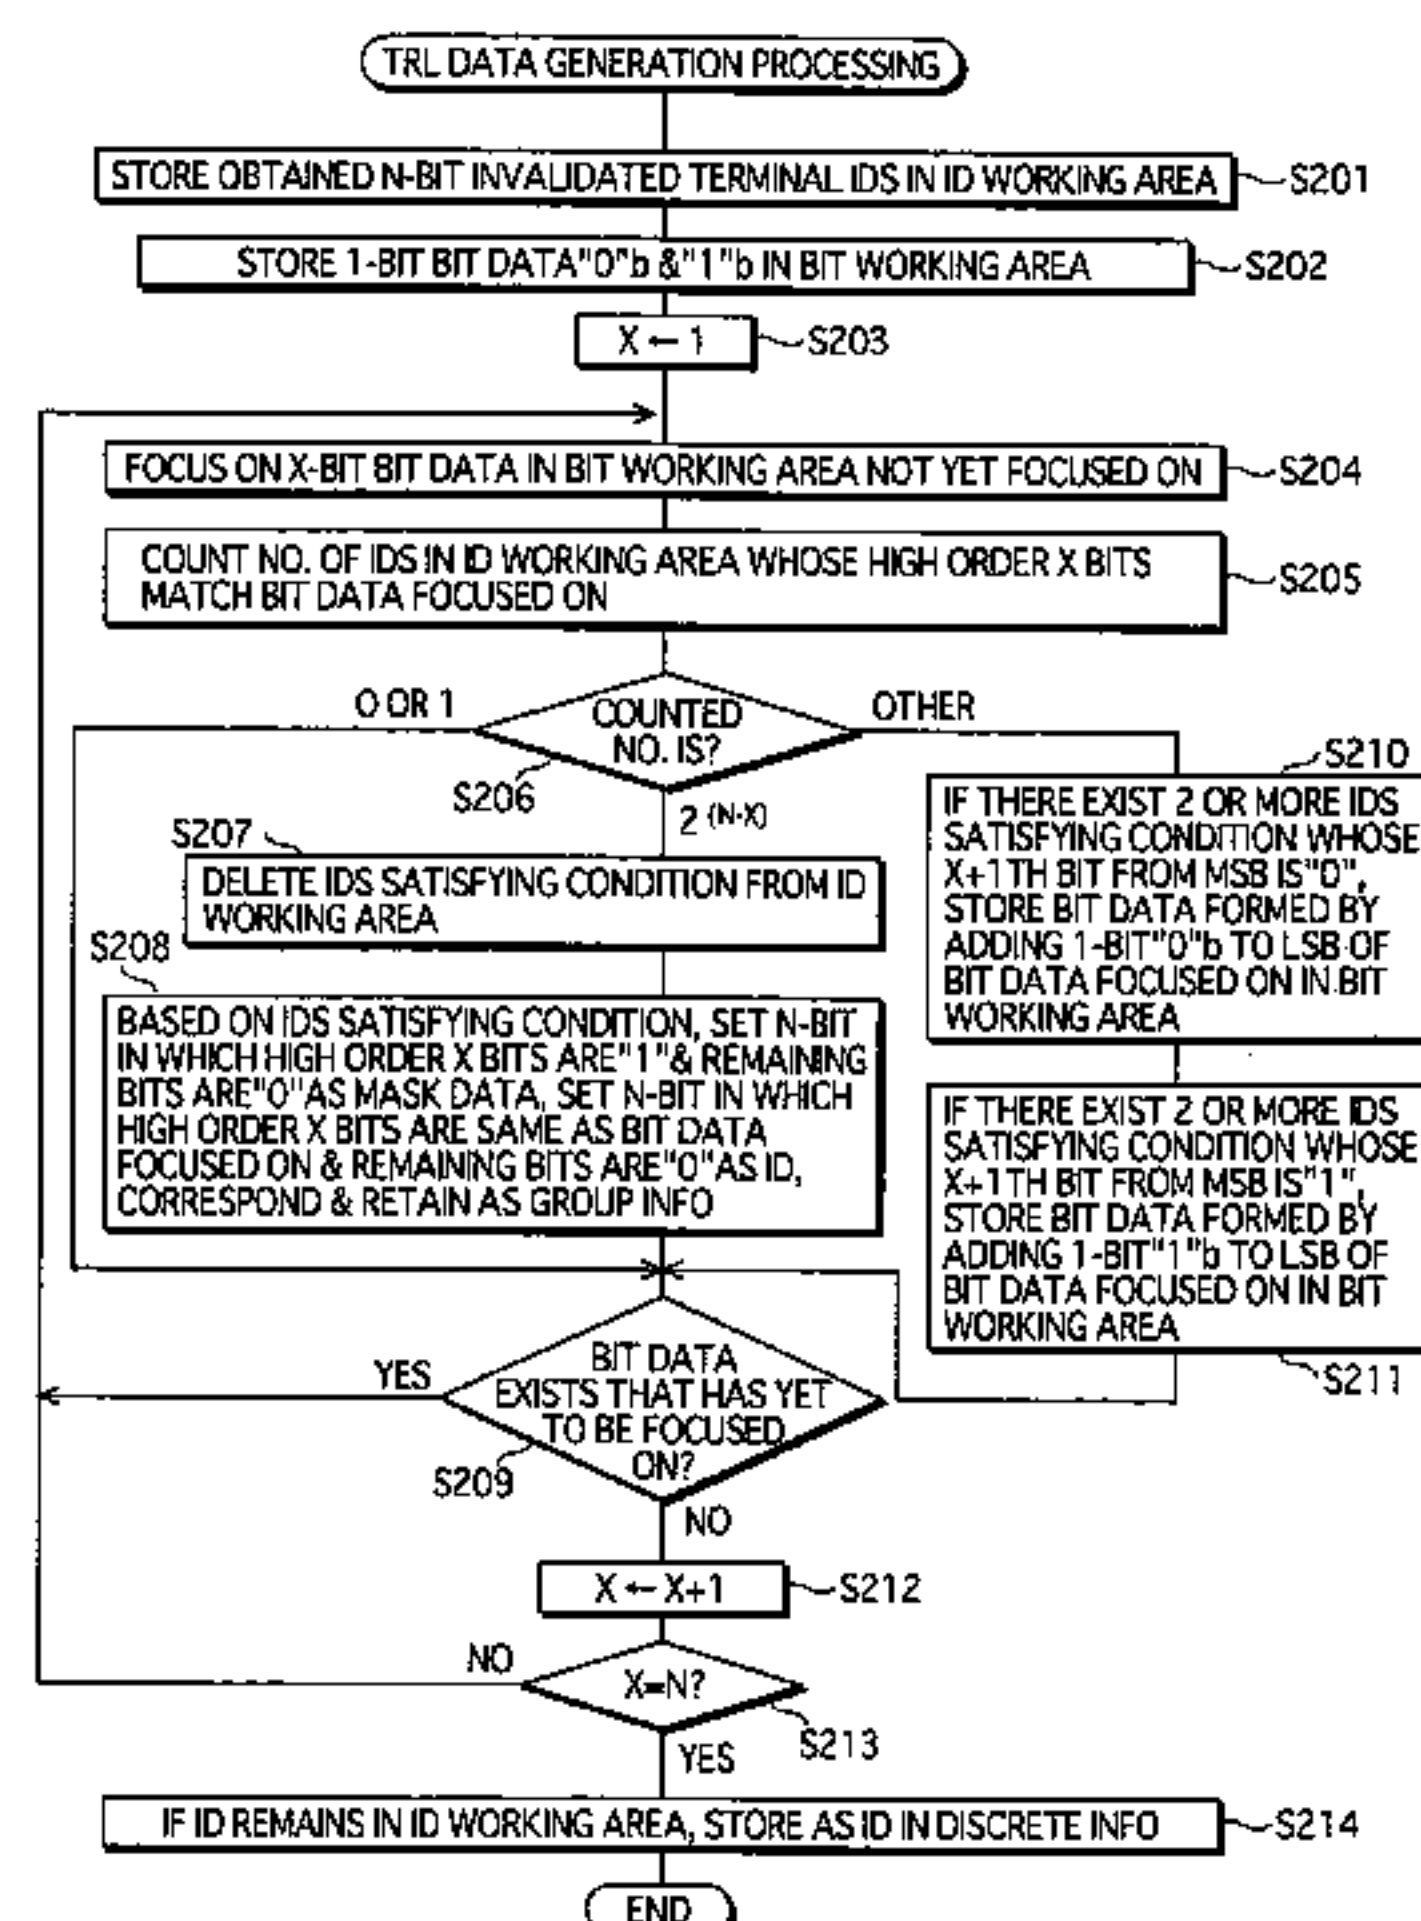 TRL DATA GENERATION PROCESSING
STORE OBTAINED N-BIT INVALIDATED TERMINAL IDS IN ID WORKING AREA
S201
STORE 1-BIT BIT DATA"0"b &"1"b IN BIT WORKING AREA
S202
X ← 1
S203
FOCUS ON X-BIT BIT DATA IN BIT WORKING AREA NOT YET FOCUSED ON
S204
COUNT NO. OF IDS IN ID WORKING AREA WHOSE HIGH ORDER X BITS
MATCH BIT DATA FOCUSED ON
S205
0 OR 1
COUNTED
NO. IS?
OTHER
S206
2 (N-X)
S207
DELETE IDS SATISFYING CONDITION FROM ID
WORKING AREA
S208
BASED ON IDS SATISFYING CONDITION, SET N-BIT
IN WHICH HIGH ORDER X BITS ARE"1"& REMAINING
BITS ARE"0"AS MASK DATA, SET N-BIT IN WHICH
HIGH ORDER X BITS ARE SAME AS BIT DATA
FOCUSED ON & REMAINING BITS ARE"0"AS ID,
CORRESPOND & RETAIN AS GROUP INFO
S210
IF THERE EXIST 2 OR MORE IDS
SATISFYING CONDITION WHOSE
X+1TH BIT FROM MSB IS"0",
STORE BIT DATA FORMED BY
ADDING 1-BIT"0"b TO LSB OF
BIT DATA FOCUSED ON IN BIT
WORKING AREA
IF THERE EXIST 2 OR MORE IDS
SATISFYING CONDITION WHOSE
X+1TH BIT FROM MSB IS"1",
STORE BIT DATA FORMED BY
ADDING 1-BIT"1"b TO LSB OF
BIT DATA FOCUSED ON IN BIT
WORKING AREA
S211
YES
BIT DATA
EXISTS THAT HAS YET
TO BE FOCUSED
ON?
S209
NO
X ← X+1
S212
NO
X=N?
S213
YES
IF ID REMAINS IN ID WORKING AREA, STORE AS ID IN DISCRETE INFO
S214
END